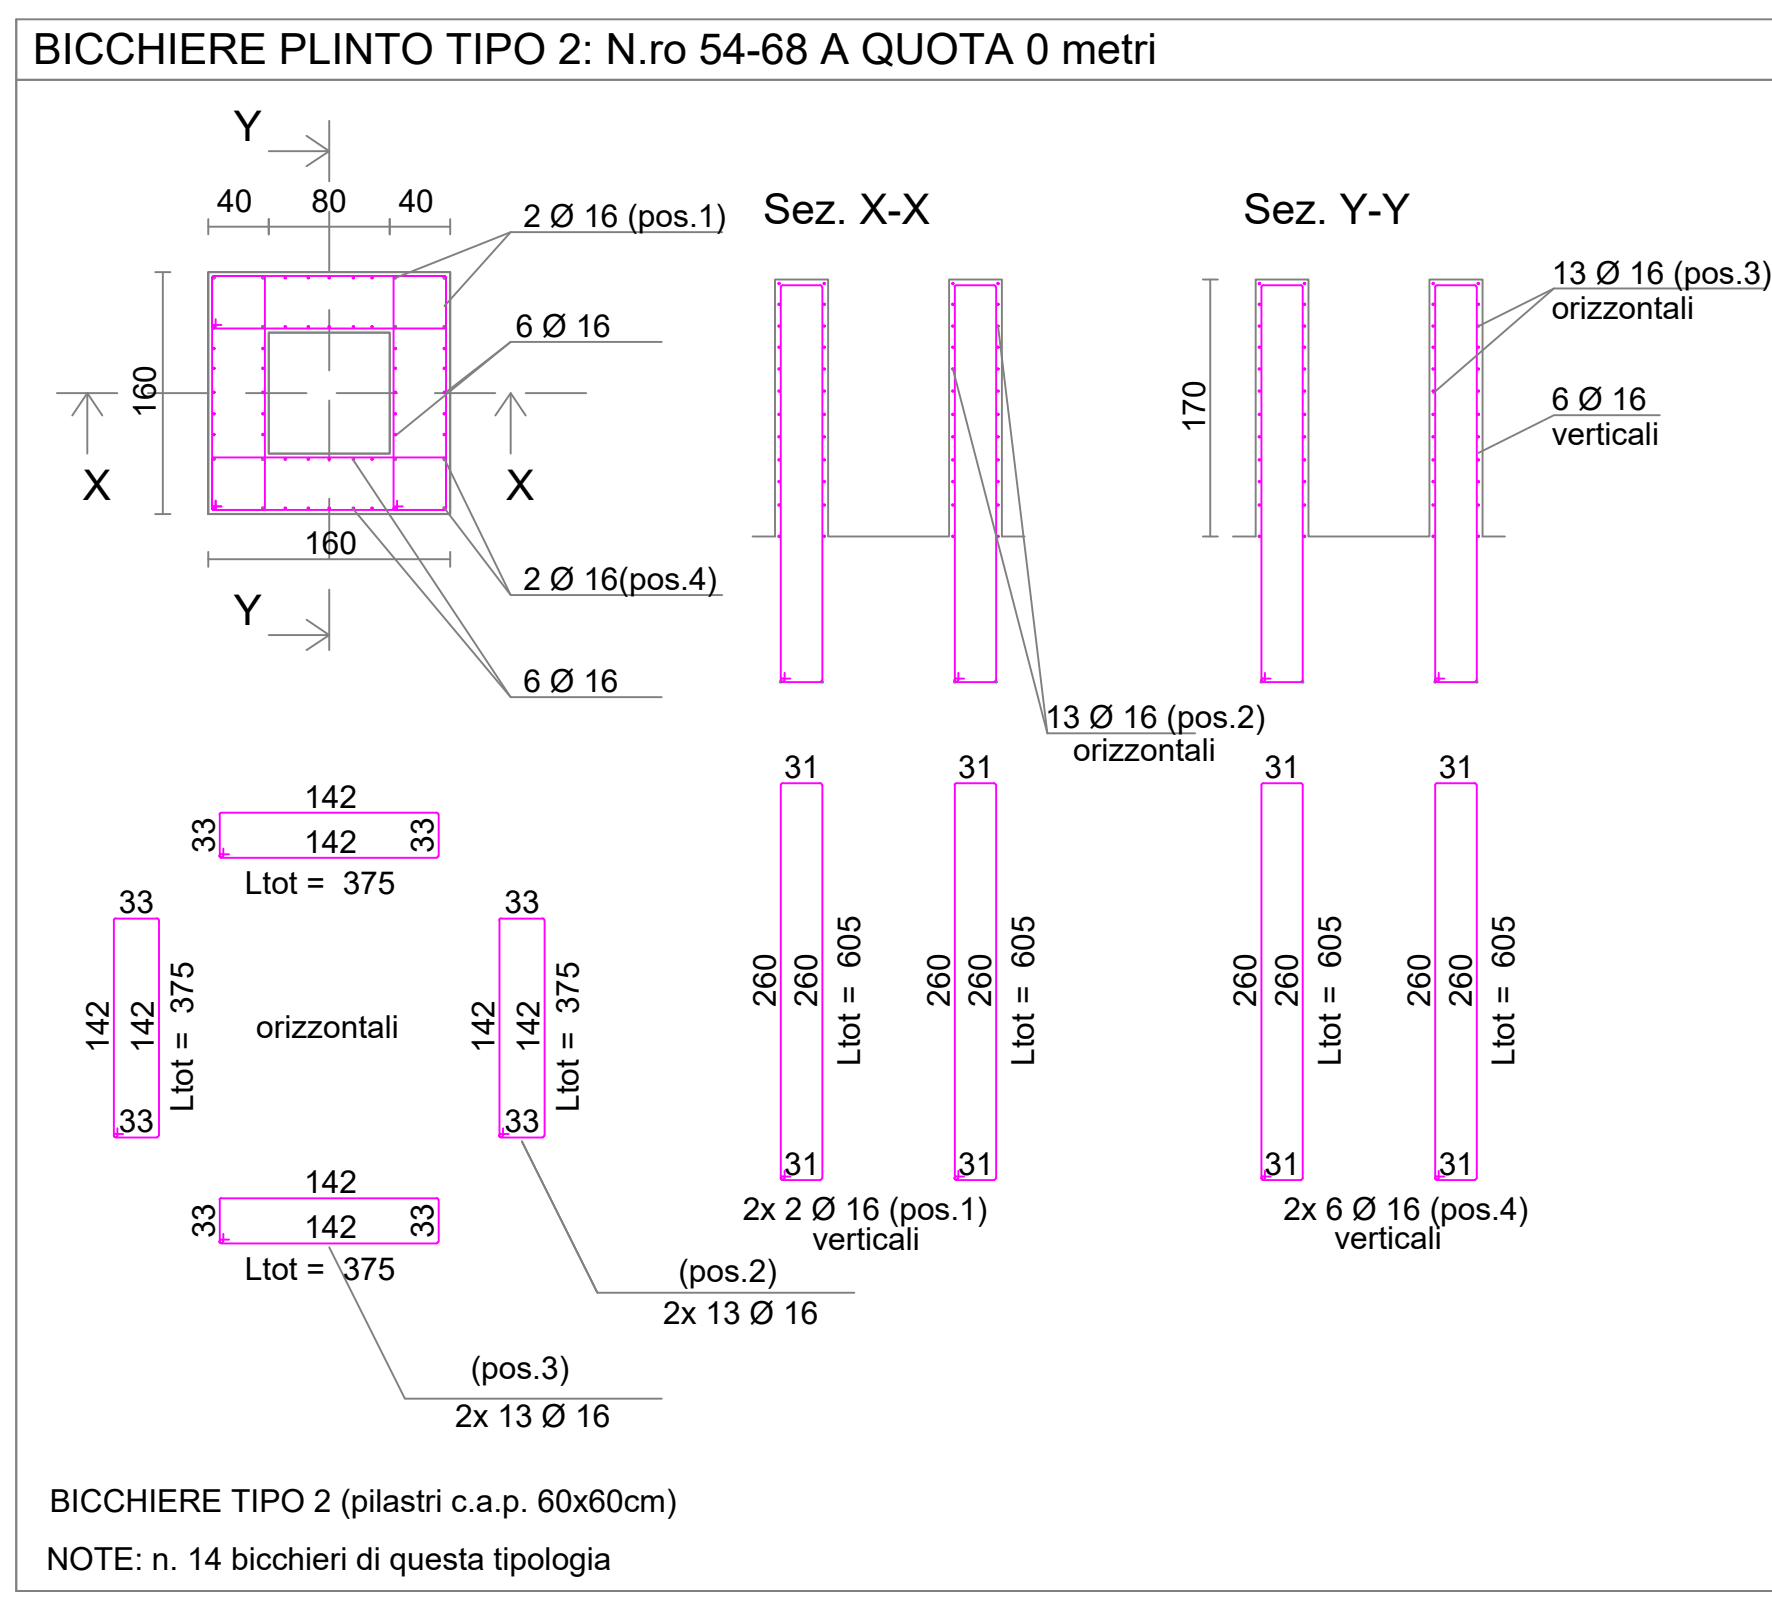 BICCHIERE PLINTO TIPO 2: N.ro 54-68 A QUOTA 0 metri
Y
40 80 40
2 Ø 16 (pos.1)
6 Ø 16
160
X X
160
2 Ø 16(pos.4)
Y
6 Ø 16
Sez. X-X
13 Ø 16 (pos.2)
orizzontali
Sez. Y-Y
13 Ø 16 (pos.3)
orizzontali
170
6 Ø 16
verticali
142
33 142 33
Ltot = 375
33
142 142 Ltot = 375
33
orizzontali
33
142 142 Ltot = 375
33
142
33 142 33
Ltot = 375
(pos.2)
2x 13 Ø 16
(pos.3)
2x 13 Ø 16
31
260 260 Ltot = 605
31
31
260 260 Ltot = 605
31
2x 2 Ø 16 (pos.1)
verticali
31
260 260 Ltot = 605
31
31
260 260 Ltot = 605
31
2x 6 Ø 16 (pos.4)
verticali
BICCHIERE TIPO 2 (pilastri c.a.p. 60x60cm)
NOTE: n. 14 bicchieri di questa tipologia